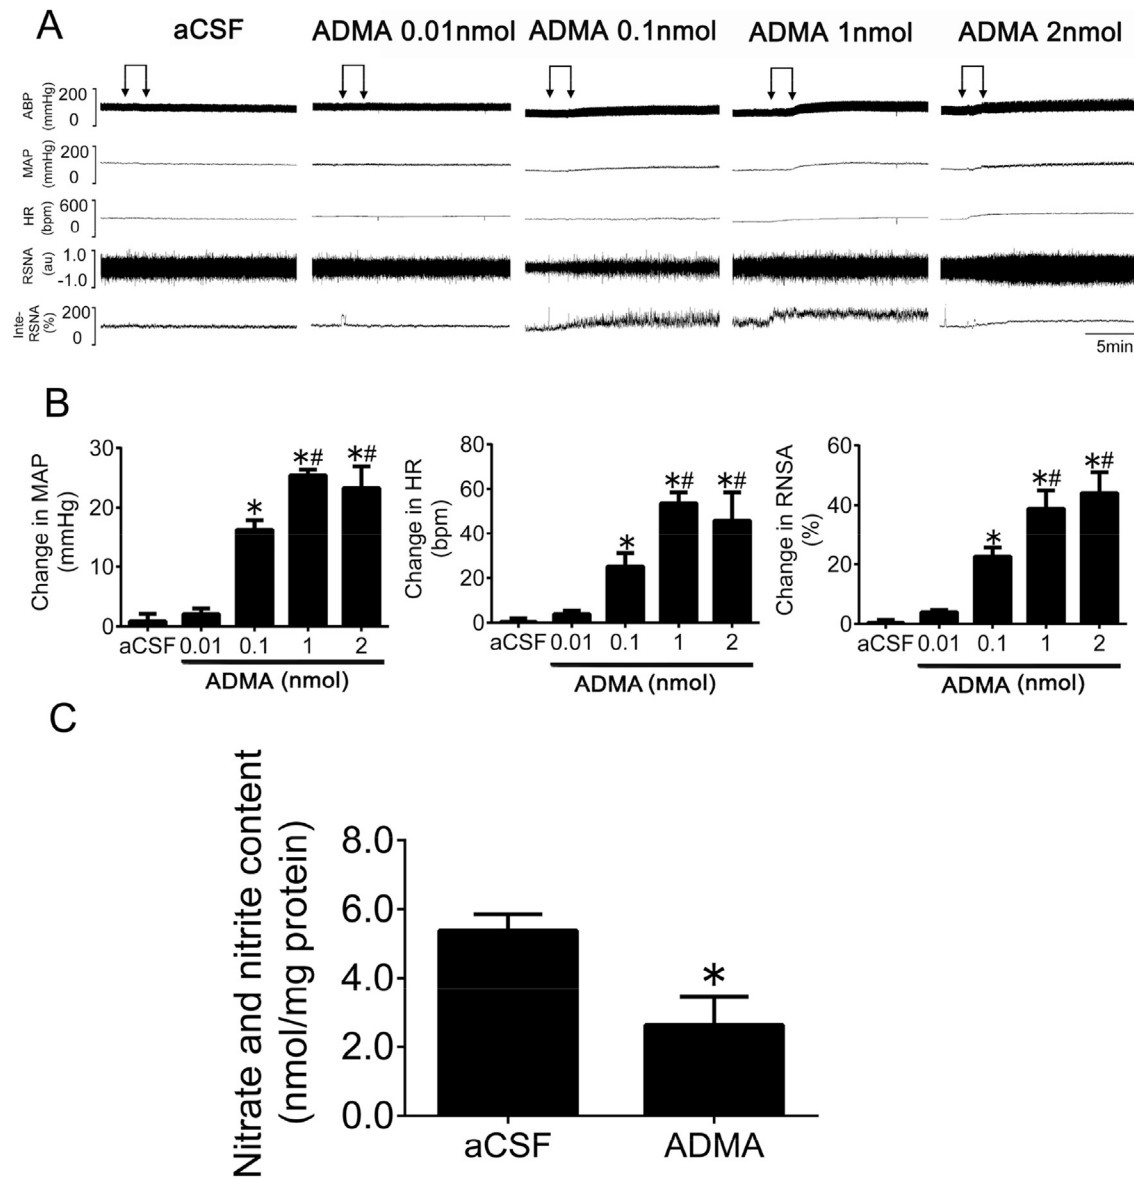 A
aCSF
ADMA 0.01nmol
ADMA 0.1nmol
ADMA 1nmol
ADMA 2nmol
ABP
(mmHg)
200
0
MAP
(mmHg)
200
0
HR
(bpm)
600
0
RSNA
(au)
1.0
-1.0
Inte-
RSNA
(%)
200
0
5min
B
Change in MAP
(mmHg)
30
20
10
0
*
*#
*#
aCSF 0.01 0.1 1 2
ADMA (nmol)
Change in HR
(bpm)
80
60
40
20
0
*
*#
*#
aCSF 0.01 0.1 1 2
ADMA (nmol)
Change in RNSA
(%)
60
40
20
0
*
*#
*#
aCSF 0.01 0.1 1 2
ADMA (nmol)
C
Nitrate and nitrite content
(nmol/mg protein)
8.0
6.0
4.0
2.0
0.0
*
aCSF
ADMA